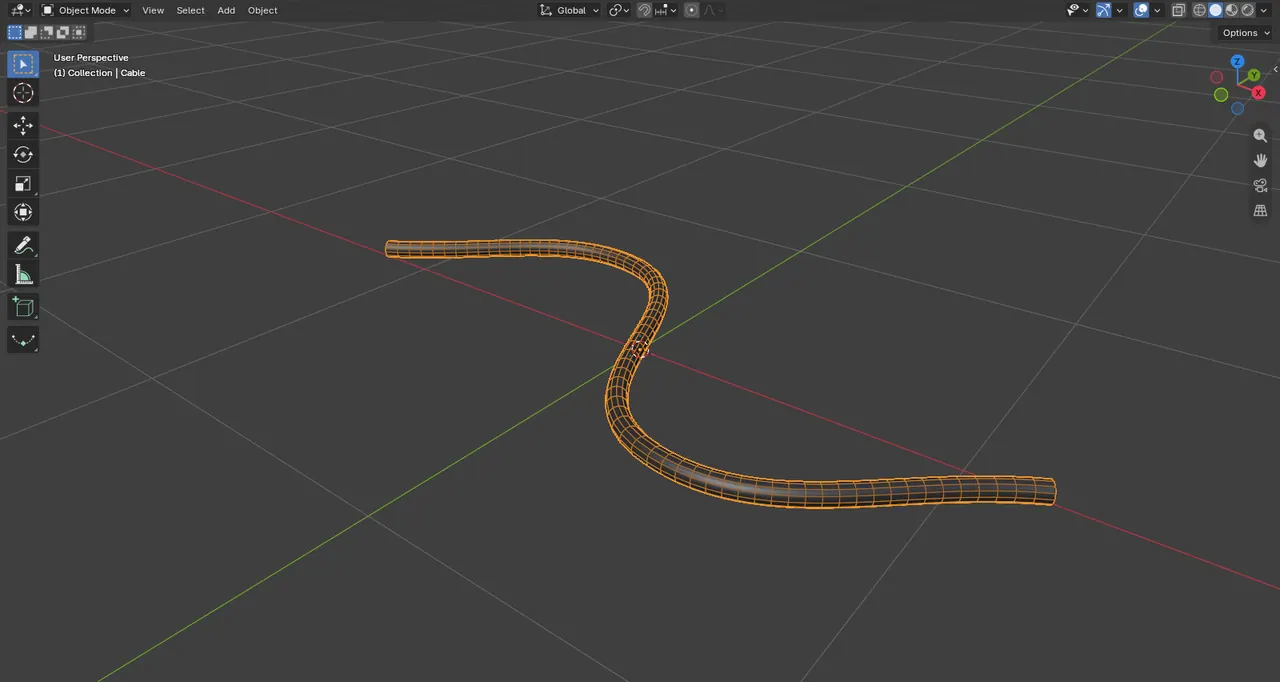 Object Mode View Select Add Object Global
Options
User Perspective
(1) Collection | Cable
Z
Y
X